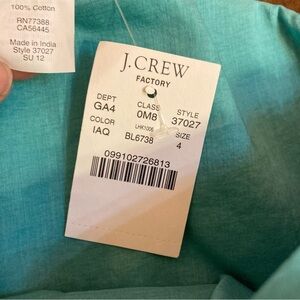 100% Cotton
RN77388
CA56445
Made in India
Style 37027
SU 12
J.CREW
FACTORY
DEPT CLASS STYLE
GA4 0M8 37027
COLOR LHK1006 SIZE
IAQ BL6738 4
099102726813